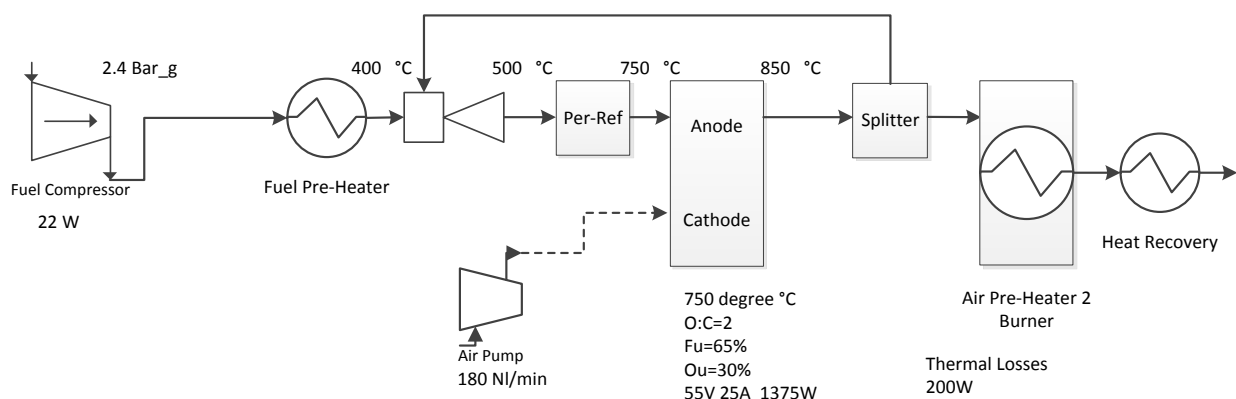 2.4 Bar_g
400 °C
500 °C
750 °C
850 °C
Per-Ref
Anode
Splitter
Fuel Compressor
22 W
Fuel Pre-Heater
Cathode
Heat Recovery
Air Pump
180 Nl/min
750 degree °C
O:C=2
Fu=65%
Ou=30%
55V 25A 1375W
Air Pre-Heater 2
Burner
Thermal Losses
200W